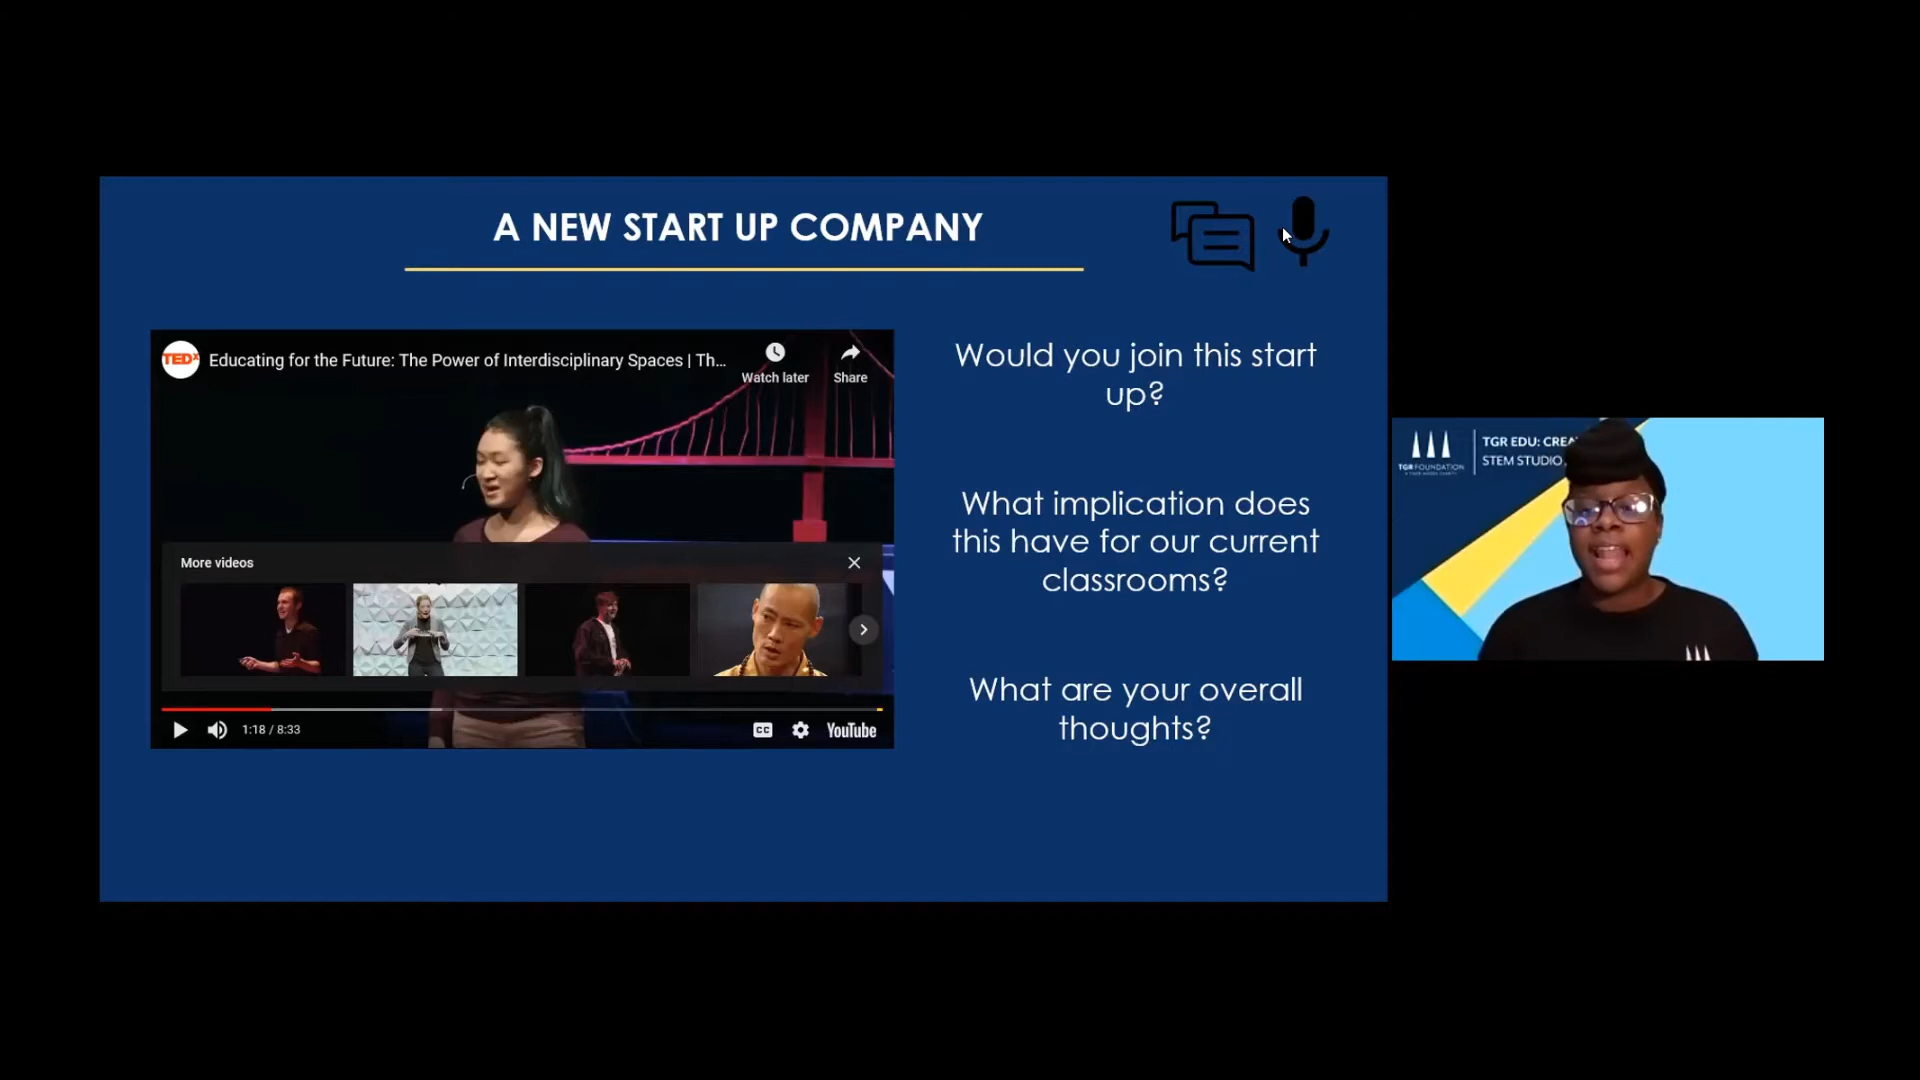 A NEW START UP COMPANY
TEDx
Educating for the Future: The Power of Interdisciplinary Spaces | Th...
Watch later
Share
More videos
1:18 / 8:33
CC
YouTube
Would you join this start
up?
What implication does
this have for our current
classrooms?
What are your overall
thoughts?
TGR FOUNDATION
TGR EDU: CREA
STEM STUDIO